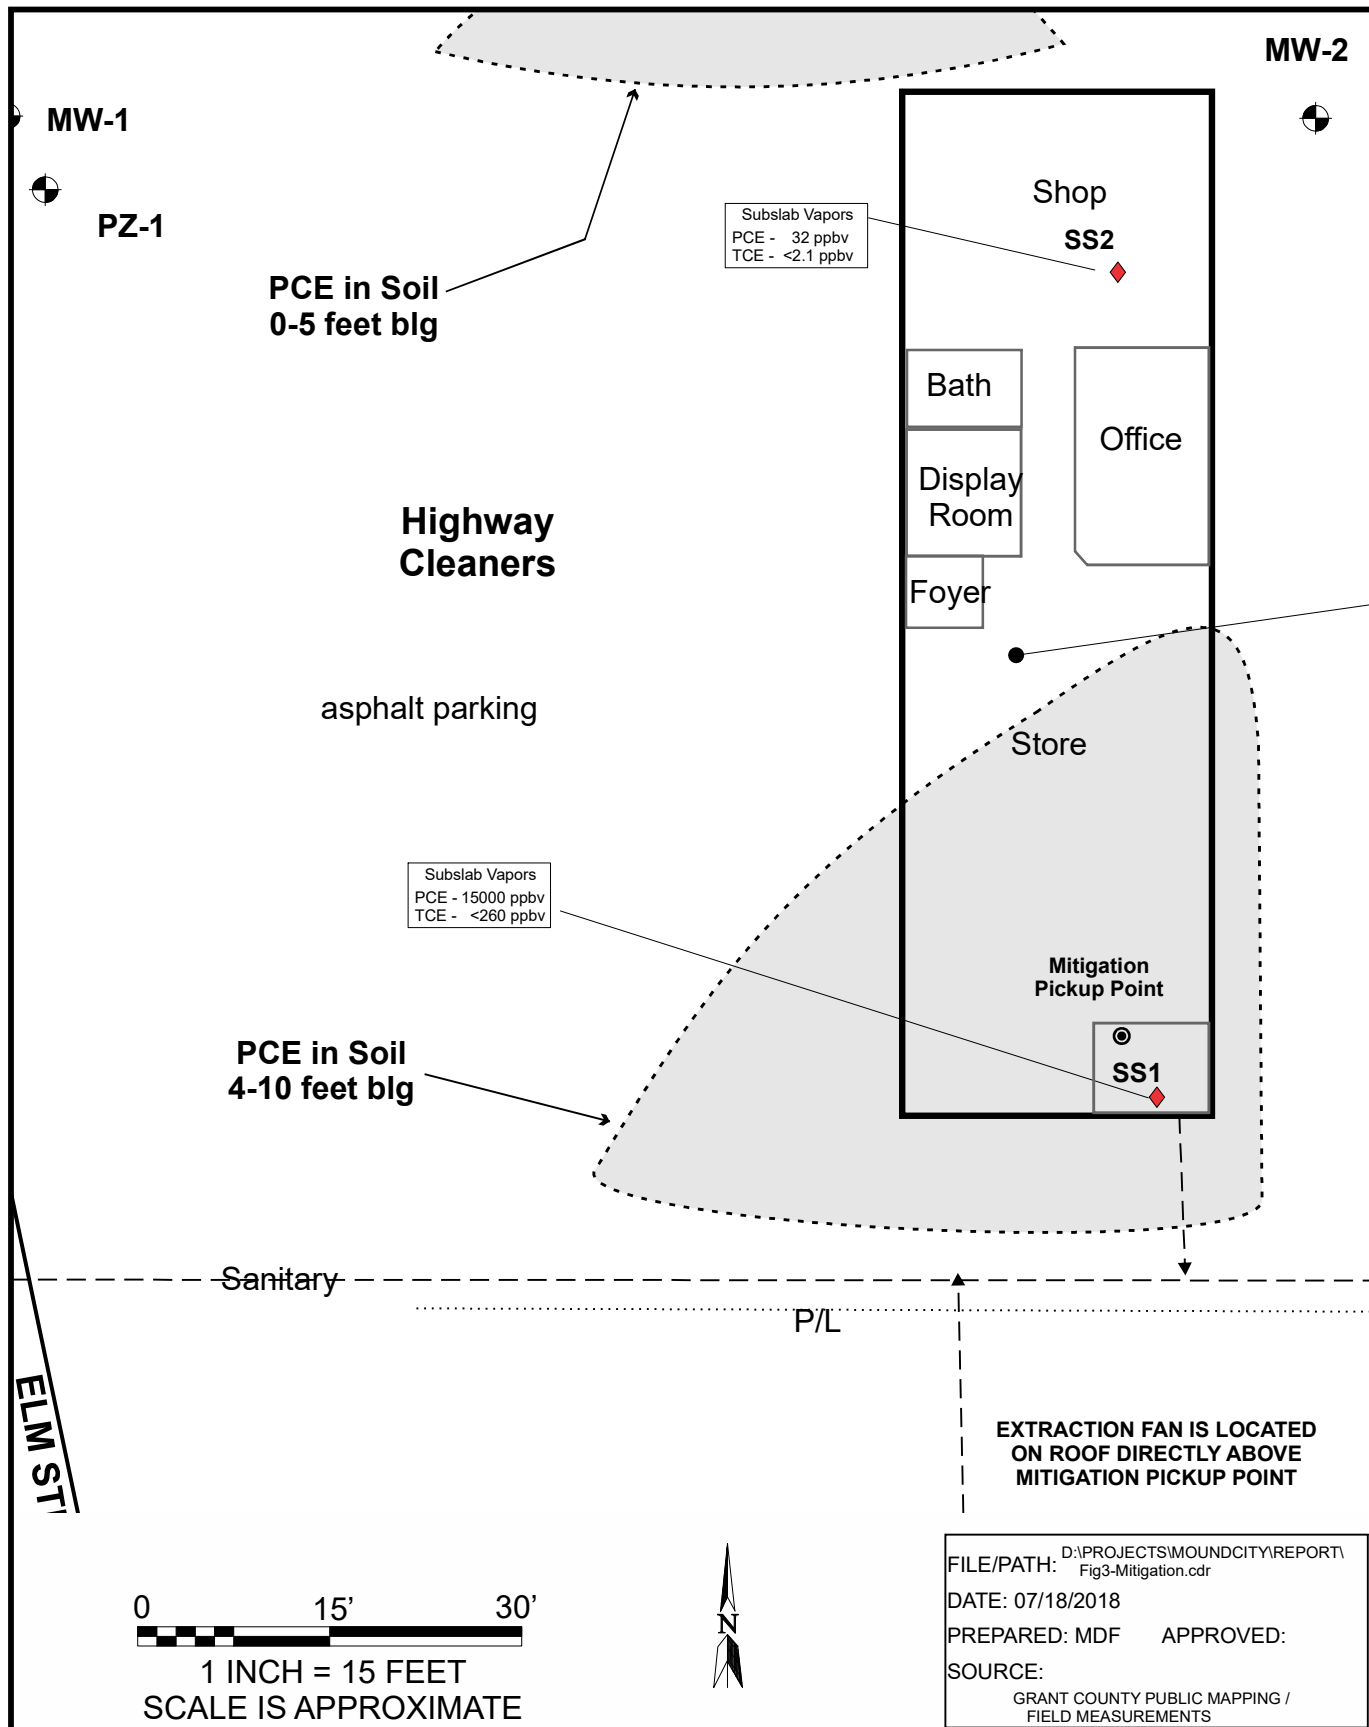 MW-2
MW-1
PZ-1
Shop
SS2
Subslab Vapors
PCE - 32 ppbv
TCE - <2.1 ppbv
PCE in Soil
0-5 feet blg
Bath
Office
Display
Room
Highway
Cleaners
Foyer
asphalt parking
Store
Subslab Vapors
PCE - 15000 ppbv
TCE - <260 ppbv
Mitigation
Pickup Point
SS1
PCE in Soil
4-10 feet blg
Sanitary
P/L
ELM ST
EXTRACTION FAN IS LOCATED
ON ROOF DIRECTLY ABOVE
MITIGATION PICKUP POINT
0 15’ 30’
1 INCH = 15 FEET
SCALE IS APPROXIMATE
N
FILE/PATH: D:\PROJECTS\MOUNDCITY\REPORT\
Fig3-Mitigation.cdr
DATE: 07/18/2018
PREPARED: MDF APPROVED:
SOURCE:
GRANT COUNTY PUBLIC MAPPING /
FIELD MEASUREMENTS